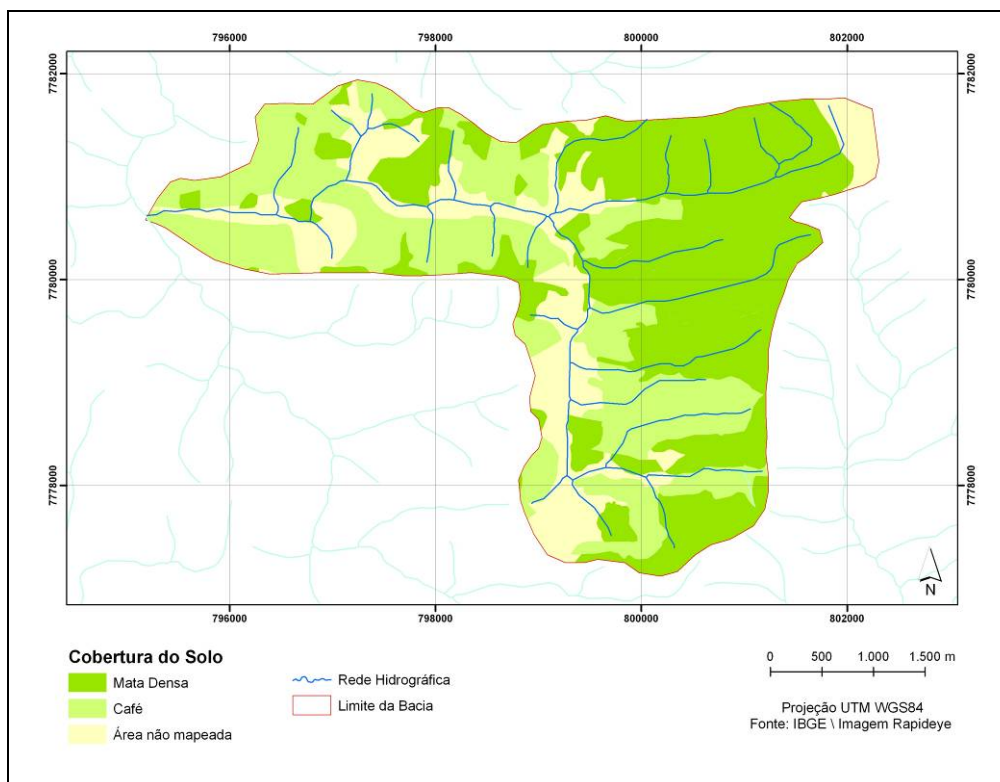 796000 798000 800000 802000
7782000 7782000
7780000 7780000
7778000 7778000
796000 798000 800000 802000
N
Cobertura do Solo
Mata Densa
Café
Área não mapeada
Rede Hidrográfica
Limite da Bacia
0 500 1.000 1.500 m
Projeção UTM WGS84
Fonte: IBGE \ Imagem Rapideye